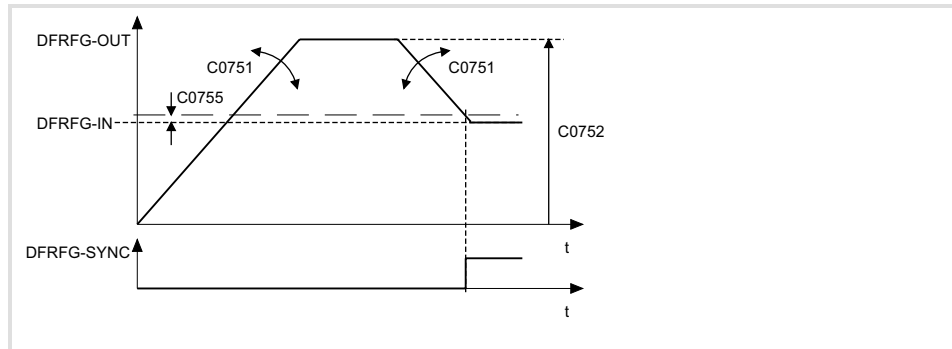 DFRFG-OUT
C0751
C0751
C0755
DFRFG-IN
C0752
t
DFRFG-SYNC
t